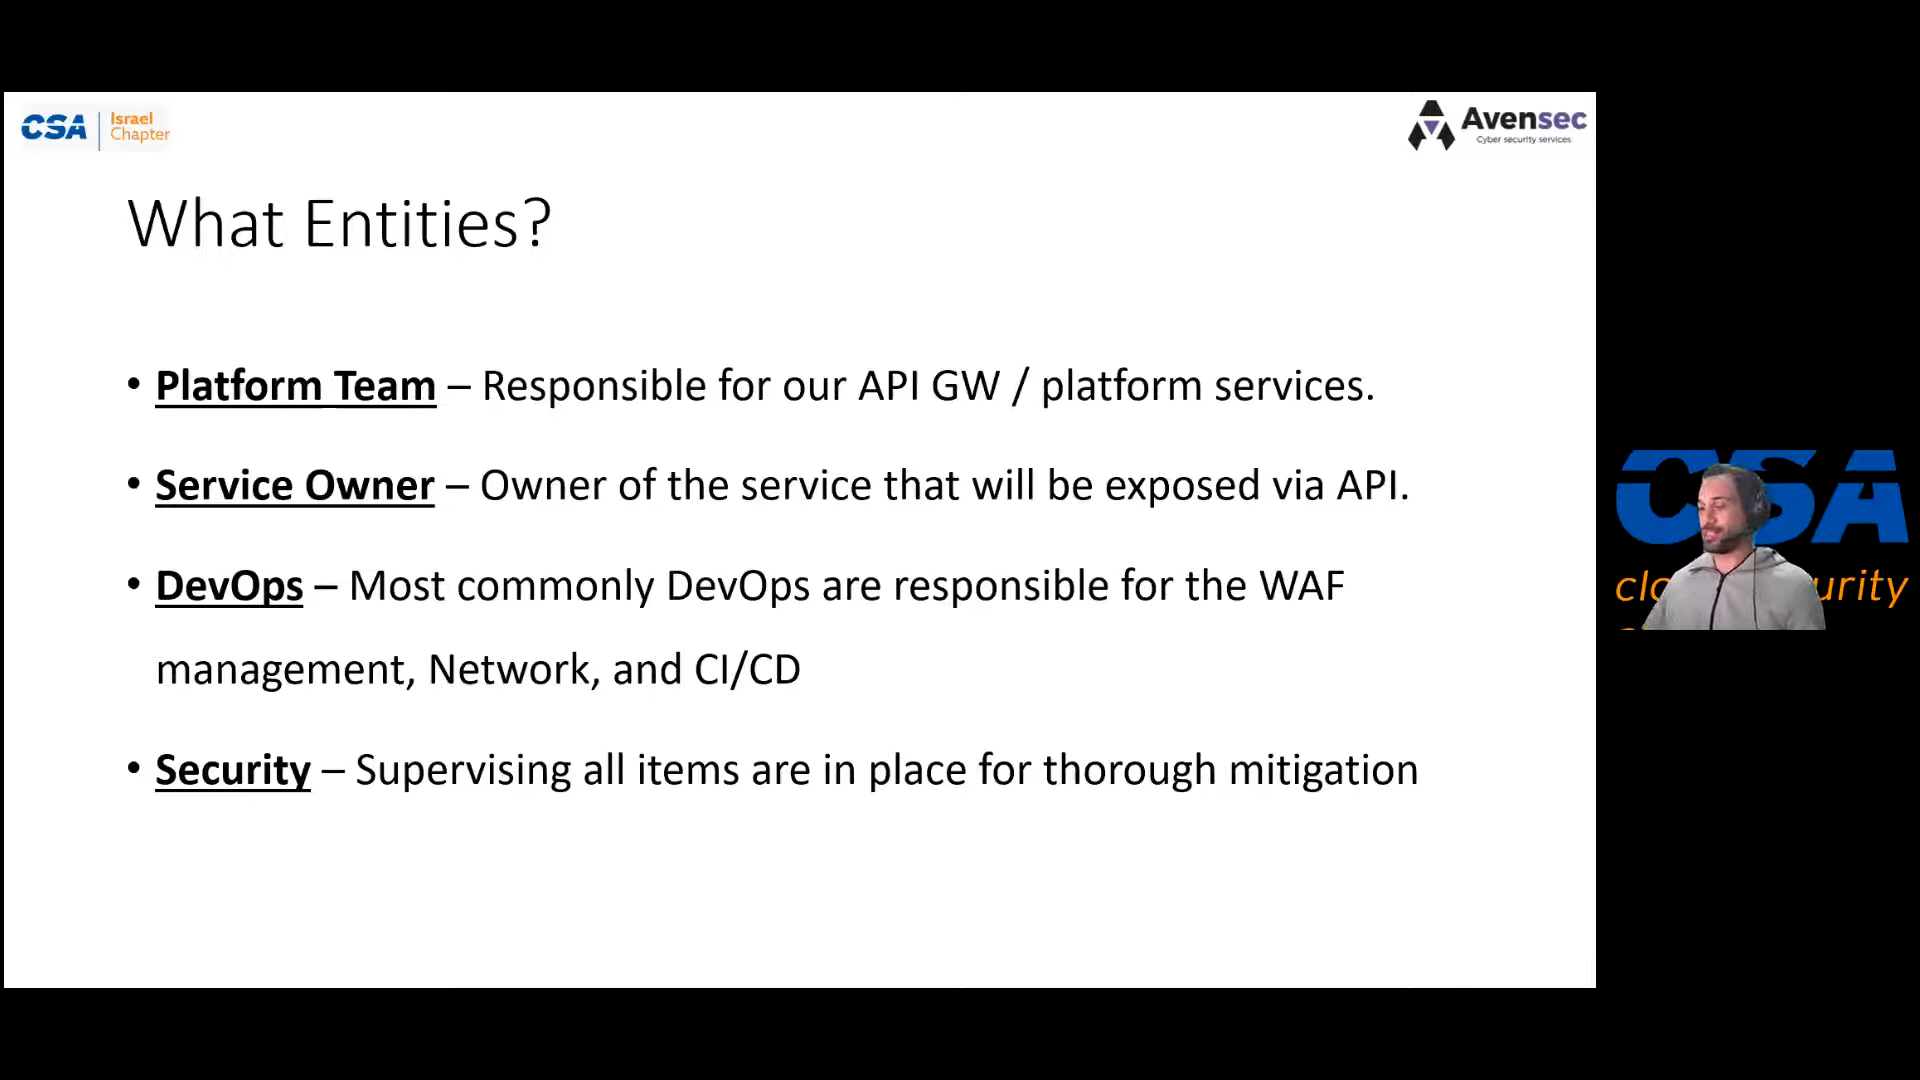 CSA
Israel
Chapter
Avensec
Cyber security services
What Entities?
• Platform Team – Responsible for our API GW / platform services.
• Service Owner – Owner of the service that will be exposed via API.
• DevOps – Most commonly DevOps are responsible for the WAF
management, Network, and CI/CD
• Security – Supervising all items are in place for thorough mitigation
CSA